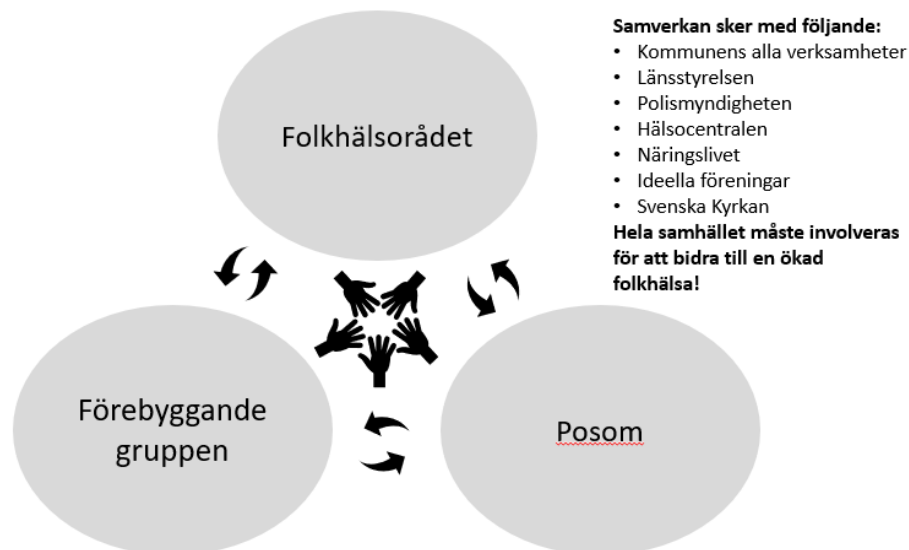 Samverkan sker med följande:
• Kommunens alla verksamheter
• Länsstyrelsen
• Polismyndigheten
• Hälsocentralen
• Näringslivet
• Ideella föreningar
• Svenska Kyrkan
Hela samhället måste involveras
för att bidra till en ökad
folkhälsa!
Folkhälsorådet
Förebyggande
gruppen
Posom